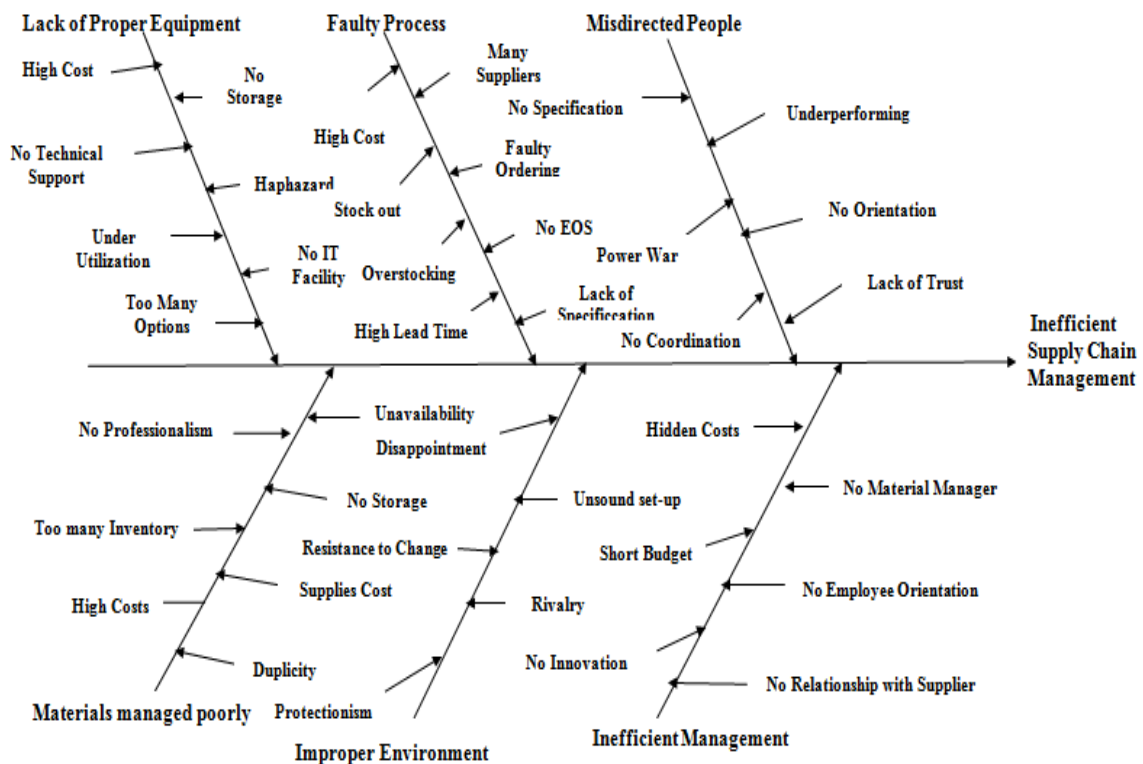 Lack of Proper Equipment
High Cost
No
Storage
No Technical
Support
Haphazard
Under
Utilization
No IT
Facility
Too Many
Options
Faulty Process
Many
Suppliers
High Cost
Faulty
Ordering
Stock out
No EOS
Overstocking
Lack of
Specificcation
High Lead Time
Misdirected People
No Specification
Underperforming
No Orientation
Power War
Lack of Trust
No Coordination
Inefficient
Supply Chain
Management
Unavailability
No Professionalism
No Storage
Too many Inventory
Supplies Cost
High Costs
Duplicity
Materials managed poorly
Disappointment
Unsound set-up
Resistance to Change
Rivalry
Protectionism
Improper Environment
Hidden Costs
No Material Manager
Short Budget
No Employee Orientation
No Innovation
No Relationship with Supplier
Inefficient Management